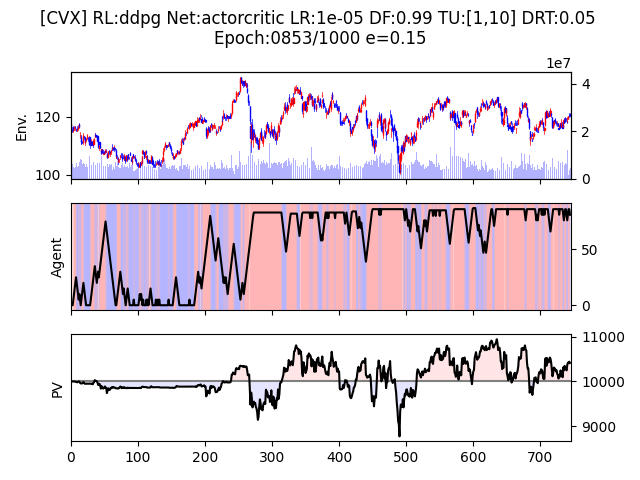 [CVX] RL:ddpg Net:actorcritic LR:1e-05 DF:0.99 TU:[1,10] DRT:0.05
Epoch:0853/1000 e=0.15
1e7
Env.
120
100
4
2
0
Agent
50
0
PV
11000
10000
9000
0 100 200 300 400 500 600 700